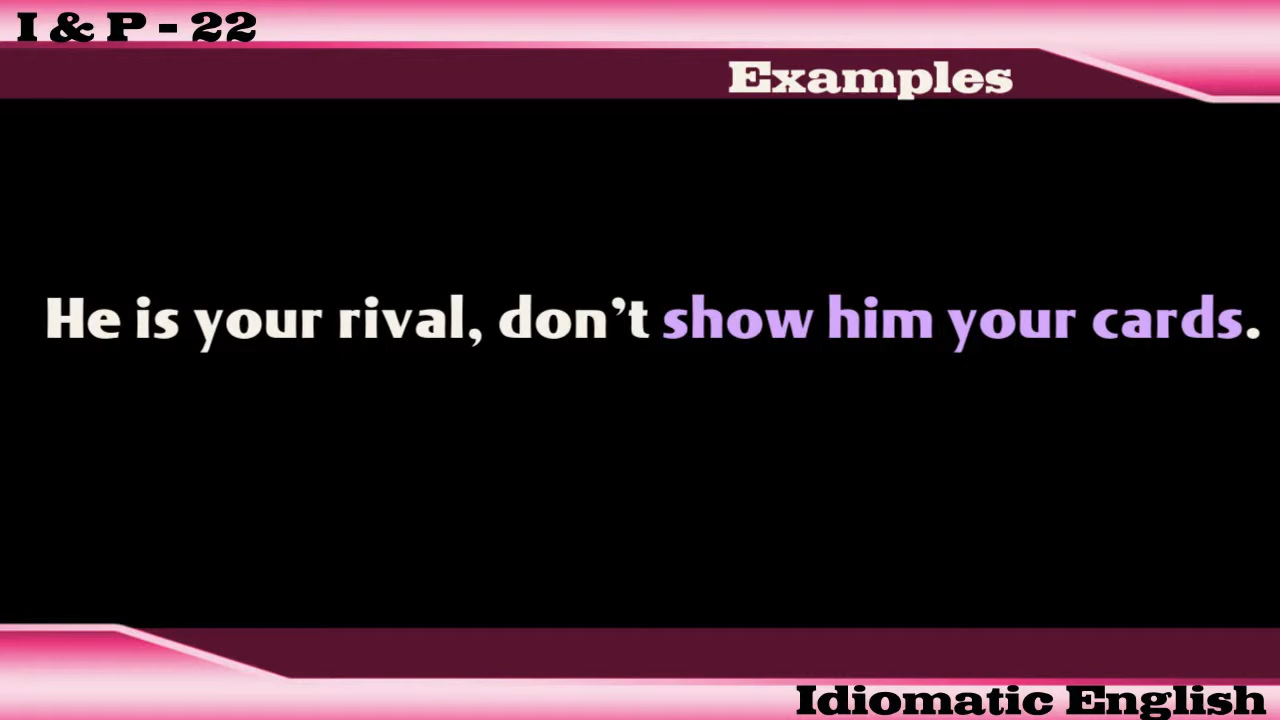 I & P - 22
Examples
He is your rival, don’t show him your cards.
Idiomatic English